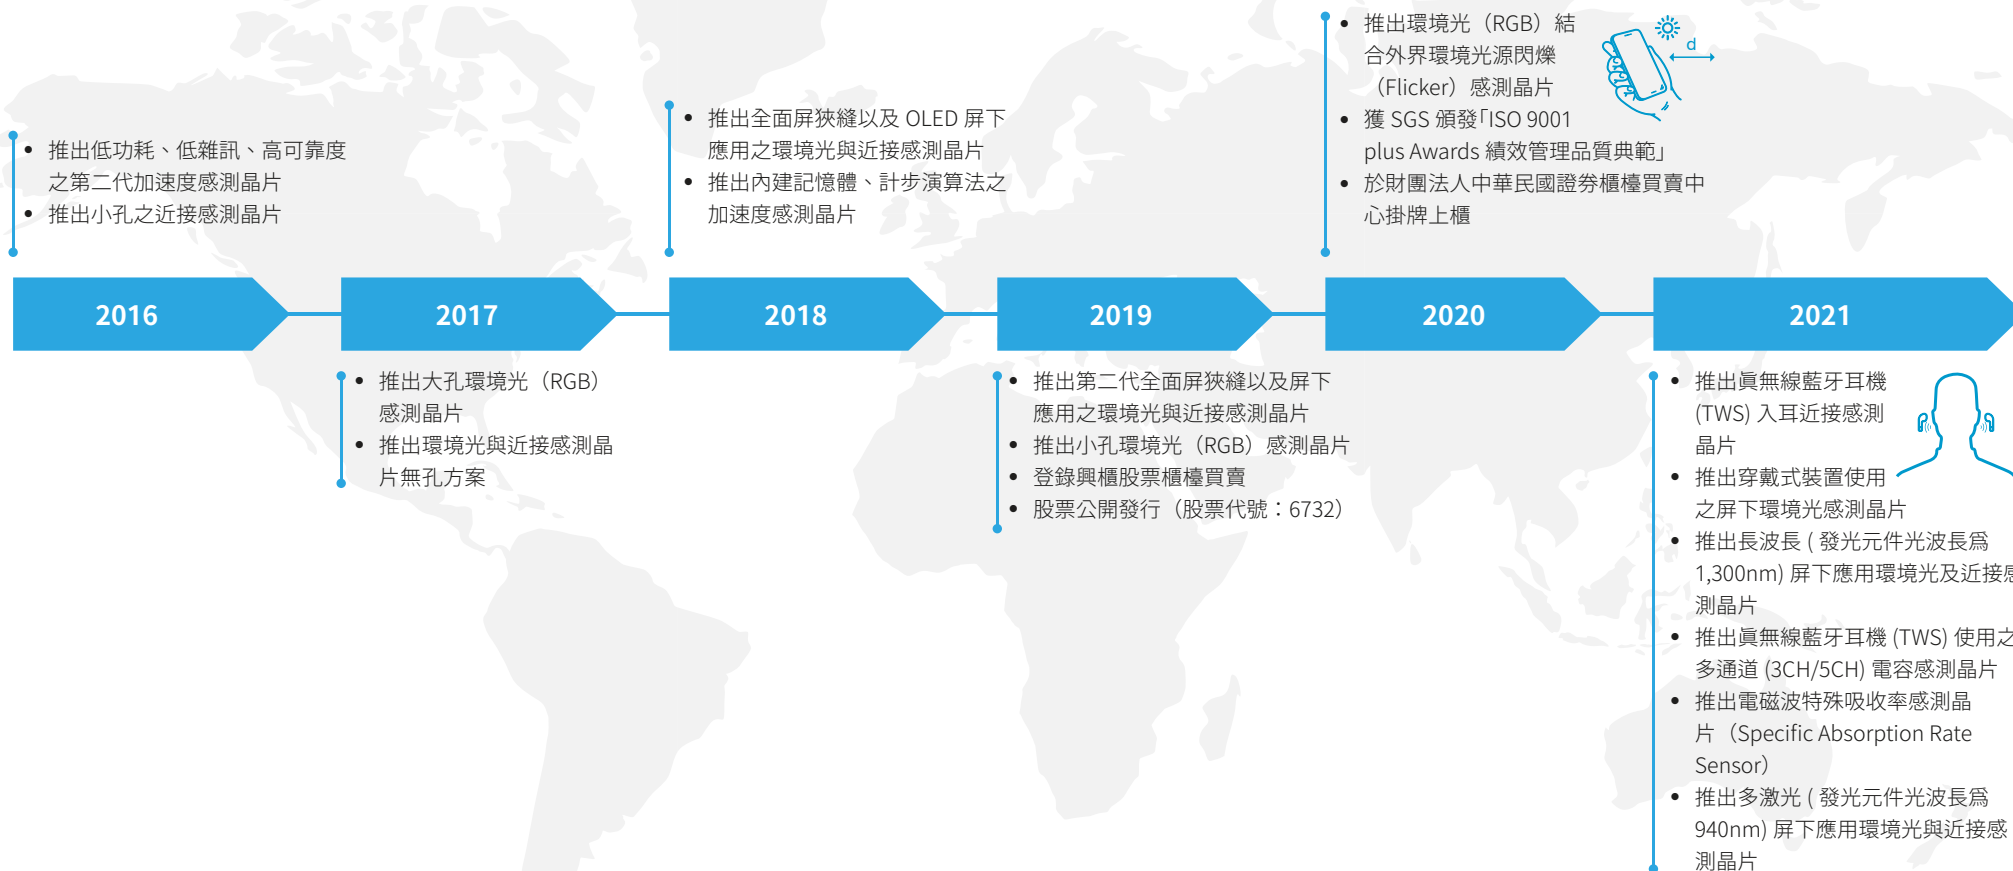 2016
• 推出低功耗、低雜訊、高可靠度
之第二代加速度感測晶片
• 推出小孔之近接感測晶片
2017
• 推出大孔環境光（RGB）
感測晶片
• 推出環境光與近接感測晶
片無孔方案
2018
• 推出全面屏狹縫以及 OLED 屏下
應用之環境光與近接感測晶片
• 推出內建記憶體、計步演算法之
加速度感測晶片
2019
• 推出第二代全面屏狹縫以及屏下
應用之環境光與近接感測晶片
• 推出小孔環境光（RGB）感測晶片
• 登錄興櫃股票櫃檯買賣
• 股票公開發行（股票代號：6732）
2020
• 推出環境光（RGB）結
合外界環境光源閃爍
（Flicker）感測晶片
d
• 獲 SGS 頒發「ISO 9001
plus Awards 績效管理品質典範」
• 於財團法人中華民國證券櫃檯買賣中
心掛牌上櫃
2021
• 推出眞無線藍牙耳機
(TWS) 入耳近接感測
晶片
• 推出穿戴式裝置使用
之屏下環境光感測晶片
• 推出長波長 ( 發光元件光波長爲
1,300nm) 屏下應用環境光及近接感
測晶片
• 推出眞無線藍牙耳機 (TWS) 使用之
多通道 (3CH/5CH) 電容感測晶片
• 推出電磁波特殊吸收率感測晶
片（Specific Absorption Rate
Sensor）
• 推出多激光 ( 發光元件光波長爲
940nm) 屏下應用環境光與近接感
測晶片